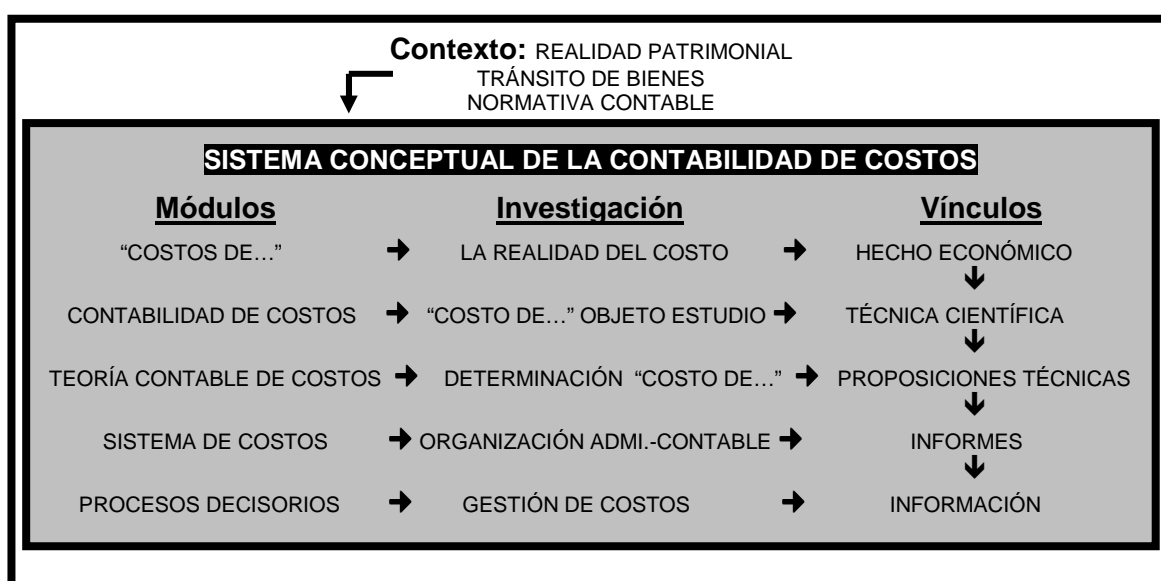 Contexto: REALIDAD PATRIMONIAL
TRÁNSITO DE BIENES
NORMATIVA CONTABLE
SISTEMA CONCEPTUAL DE LA CONTABILIDAD DE COSTOS
Módulos Investigación Vínculos
“COSTOS DE…” ➔ LA REALIDAD DEL COSTO ➔ HECHO ECONÓMICO
CONTABILIDAD DE COSTOS ➔ “COSTO DE…” OBJETO ESTUDIO ➔ TÉCNICA CIENTÍFICA
TEORÍA CONTABLE DE COSTOS ➔ DETERMINACIÓN “COSTO DE…” ➔ PROPOSICIONES TÉCNICAS
SISTEMA DE COSTOS ➔ ORGANIZACIÓN ADMI.-CONTABLE ➔ INFORMES
PROCESOS DECISORIOS ➔ GESTIÓN DE COSTOS ➔ INFORMACIÓN